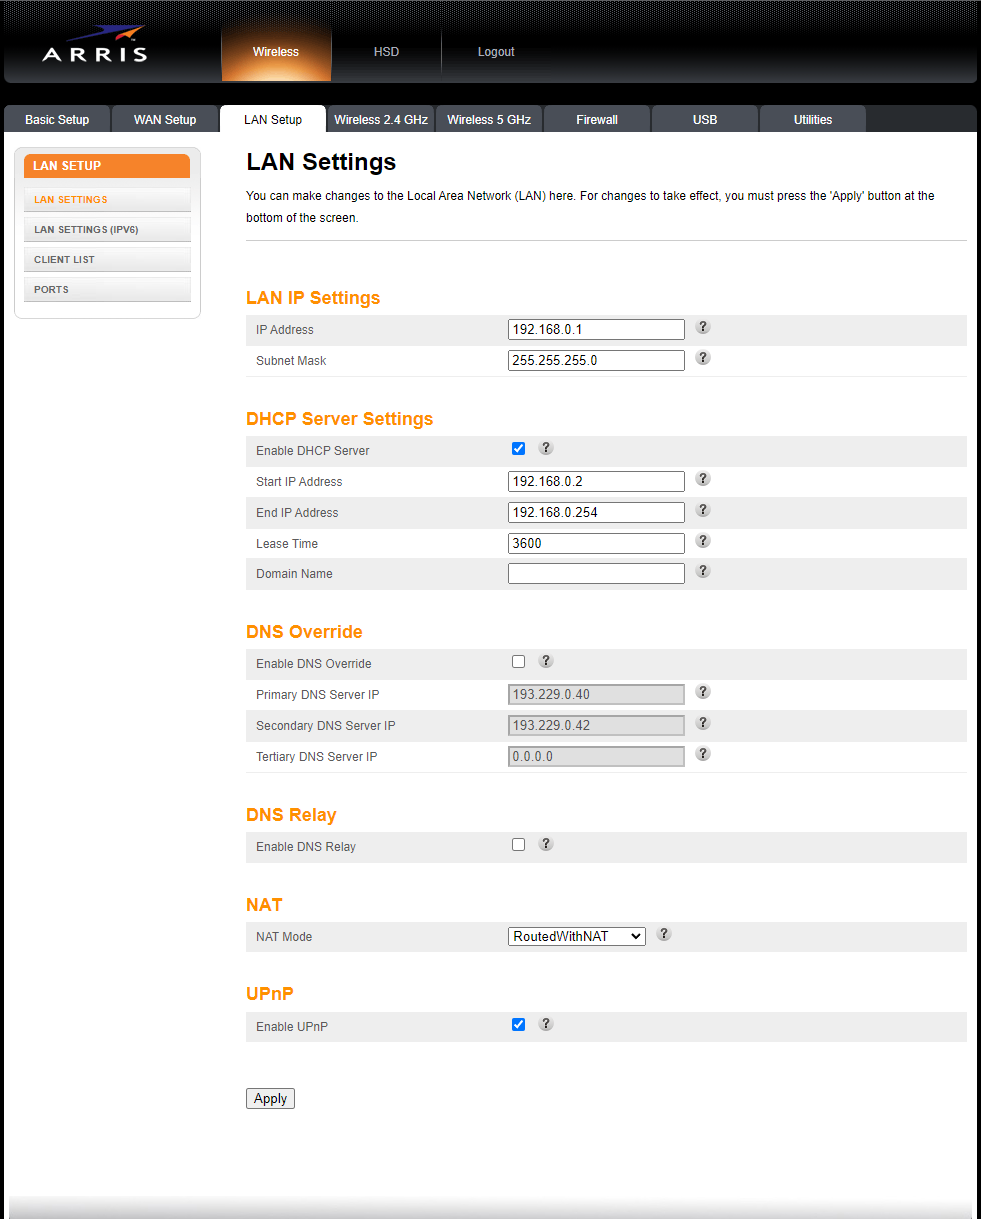 ARRIS
Wireless
HSD
Logout
Basic Setup
WAN Setup
LAN Setup
Wireless 2.4 GHz
Wireless 5 GHz
Firewall
USB
Utilities
LAN SETUP
LAN SETTINGS
LAN SETTINGS (IPV6)
CLIENT LIST
PORTS
LAN Settings
You can make changes to the Local Area Network (LAN) here. For changes to take effect, you must press the 'Apply' button at the
bottom of the screen.
LAN IP Settings
IP Address 192.168.0.1 ?
Subnet Mask 255.255.255.0 ?
DHCP Server Settings
Enable DHCP Server ?
Start IP Address 192.168.0.2 ?
End IP Address 192.168.0.254 ?
Lease Time 3600 ?
Domain Name ?
DNS Override
Enable DNS Override ?
Primary DNS Server IP 193.229.0.40 ?
Secondary DNS Server IP 193.229.0.42 ?
Tertiary DNS Server IP 0.0.0.0 ?
DNS Relay
Enable DNS Relay ?
NAT
NAT Mode RoutedWithNAT ?
UPnP
Enable UPnP ?
Apply